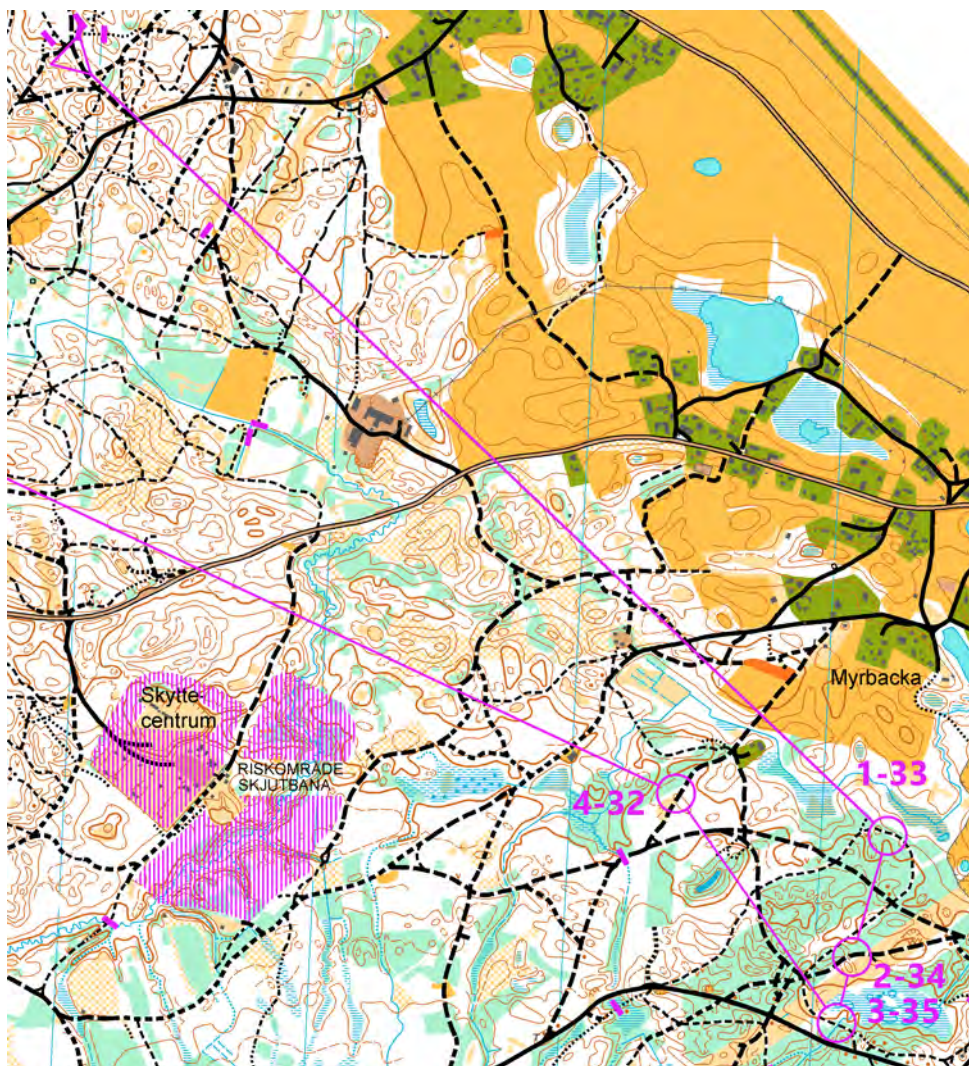 Skytte-
centrum
RISKOMRÅDE
SKJUTBANA
Myrbacka
1-33
4-32
2-34
3-35